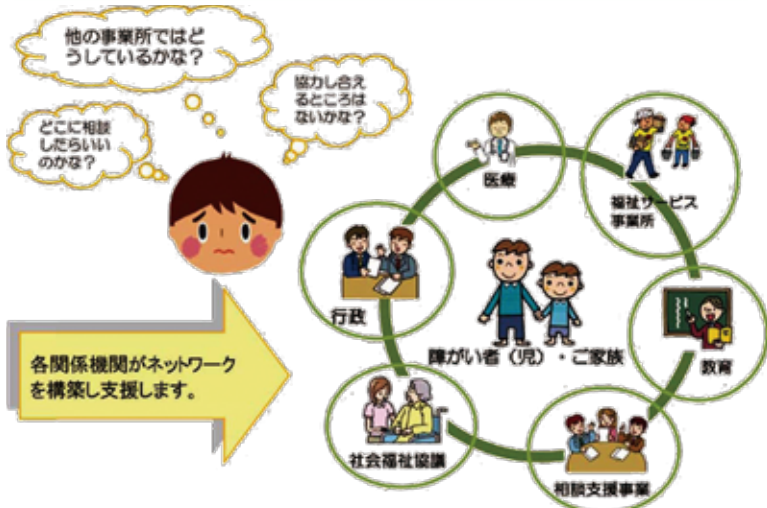 他の事業所ではど
うしているかな？
協力し合え
るところは
ないかな？
どこに相談
したらいい
のかな？
医療
福祉サービス
事業所
行政
障がい者（児）・ご家族
教育
各関係機関がネットワーク
を構築し支援します。
社会福祉協議
相談支援事業